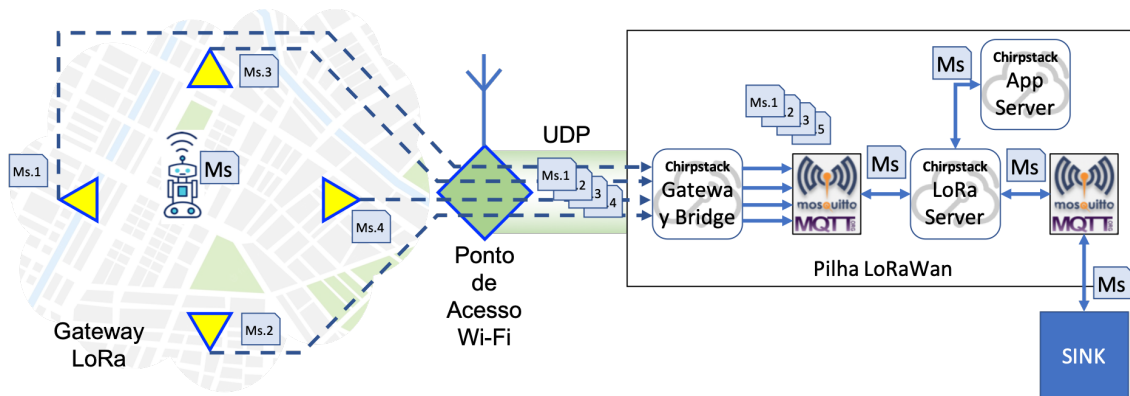 Ms.3
Ms.1
Ms
Ms.4
Ms.2
Gateway
LoRa
Ponto
de
Acesso
Wi-Fi
UDP
Ms.1
.2
.3
.4
Chirpstack
Gatewa
y Bridge
Ms.1
.2
.3
.5
mosquitto
MQTT
Ms
Chirpstack
LoRa
Server
Ms
Chirpstack
App
Server
Ms
mosquitto
MQTT
Pilha LoRaWan
Ms
SINK